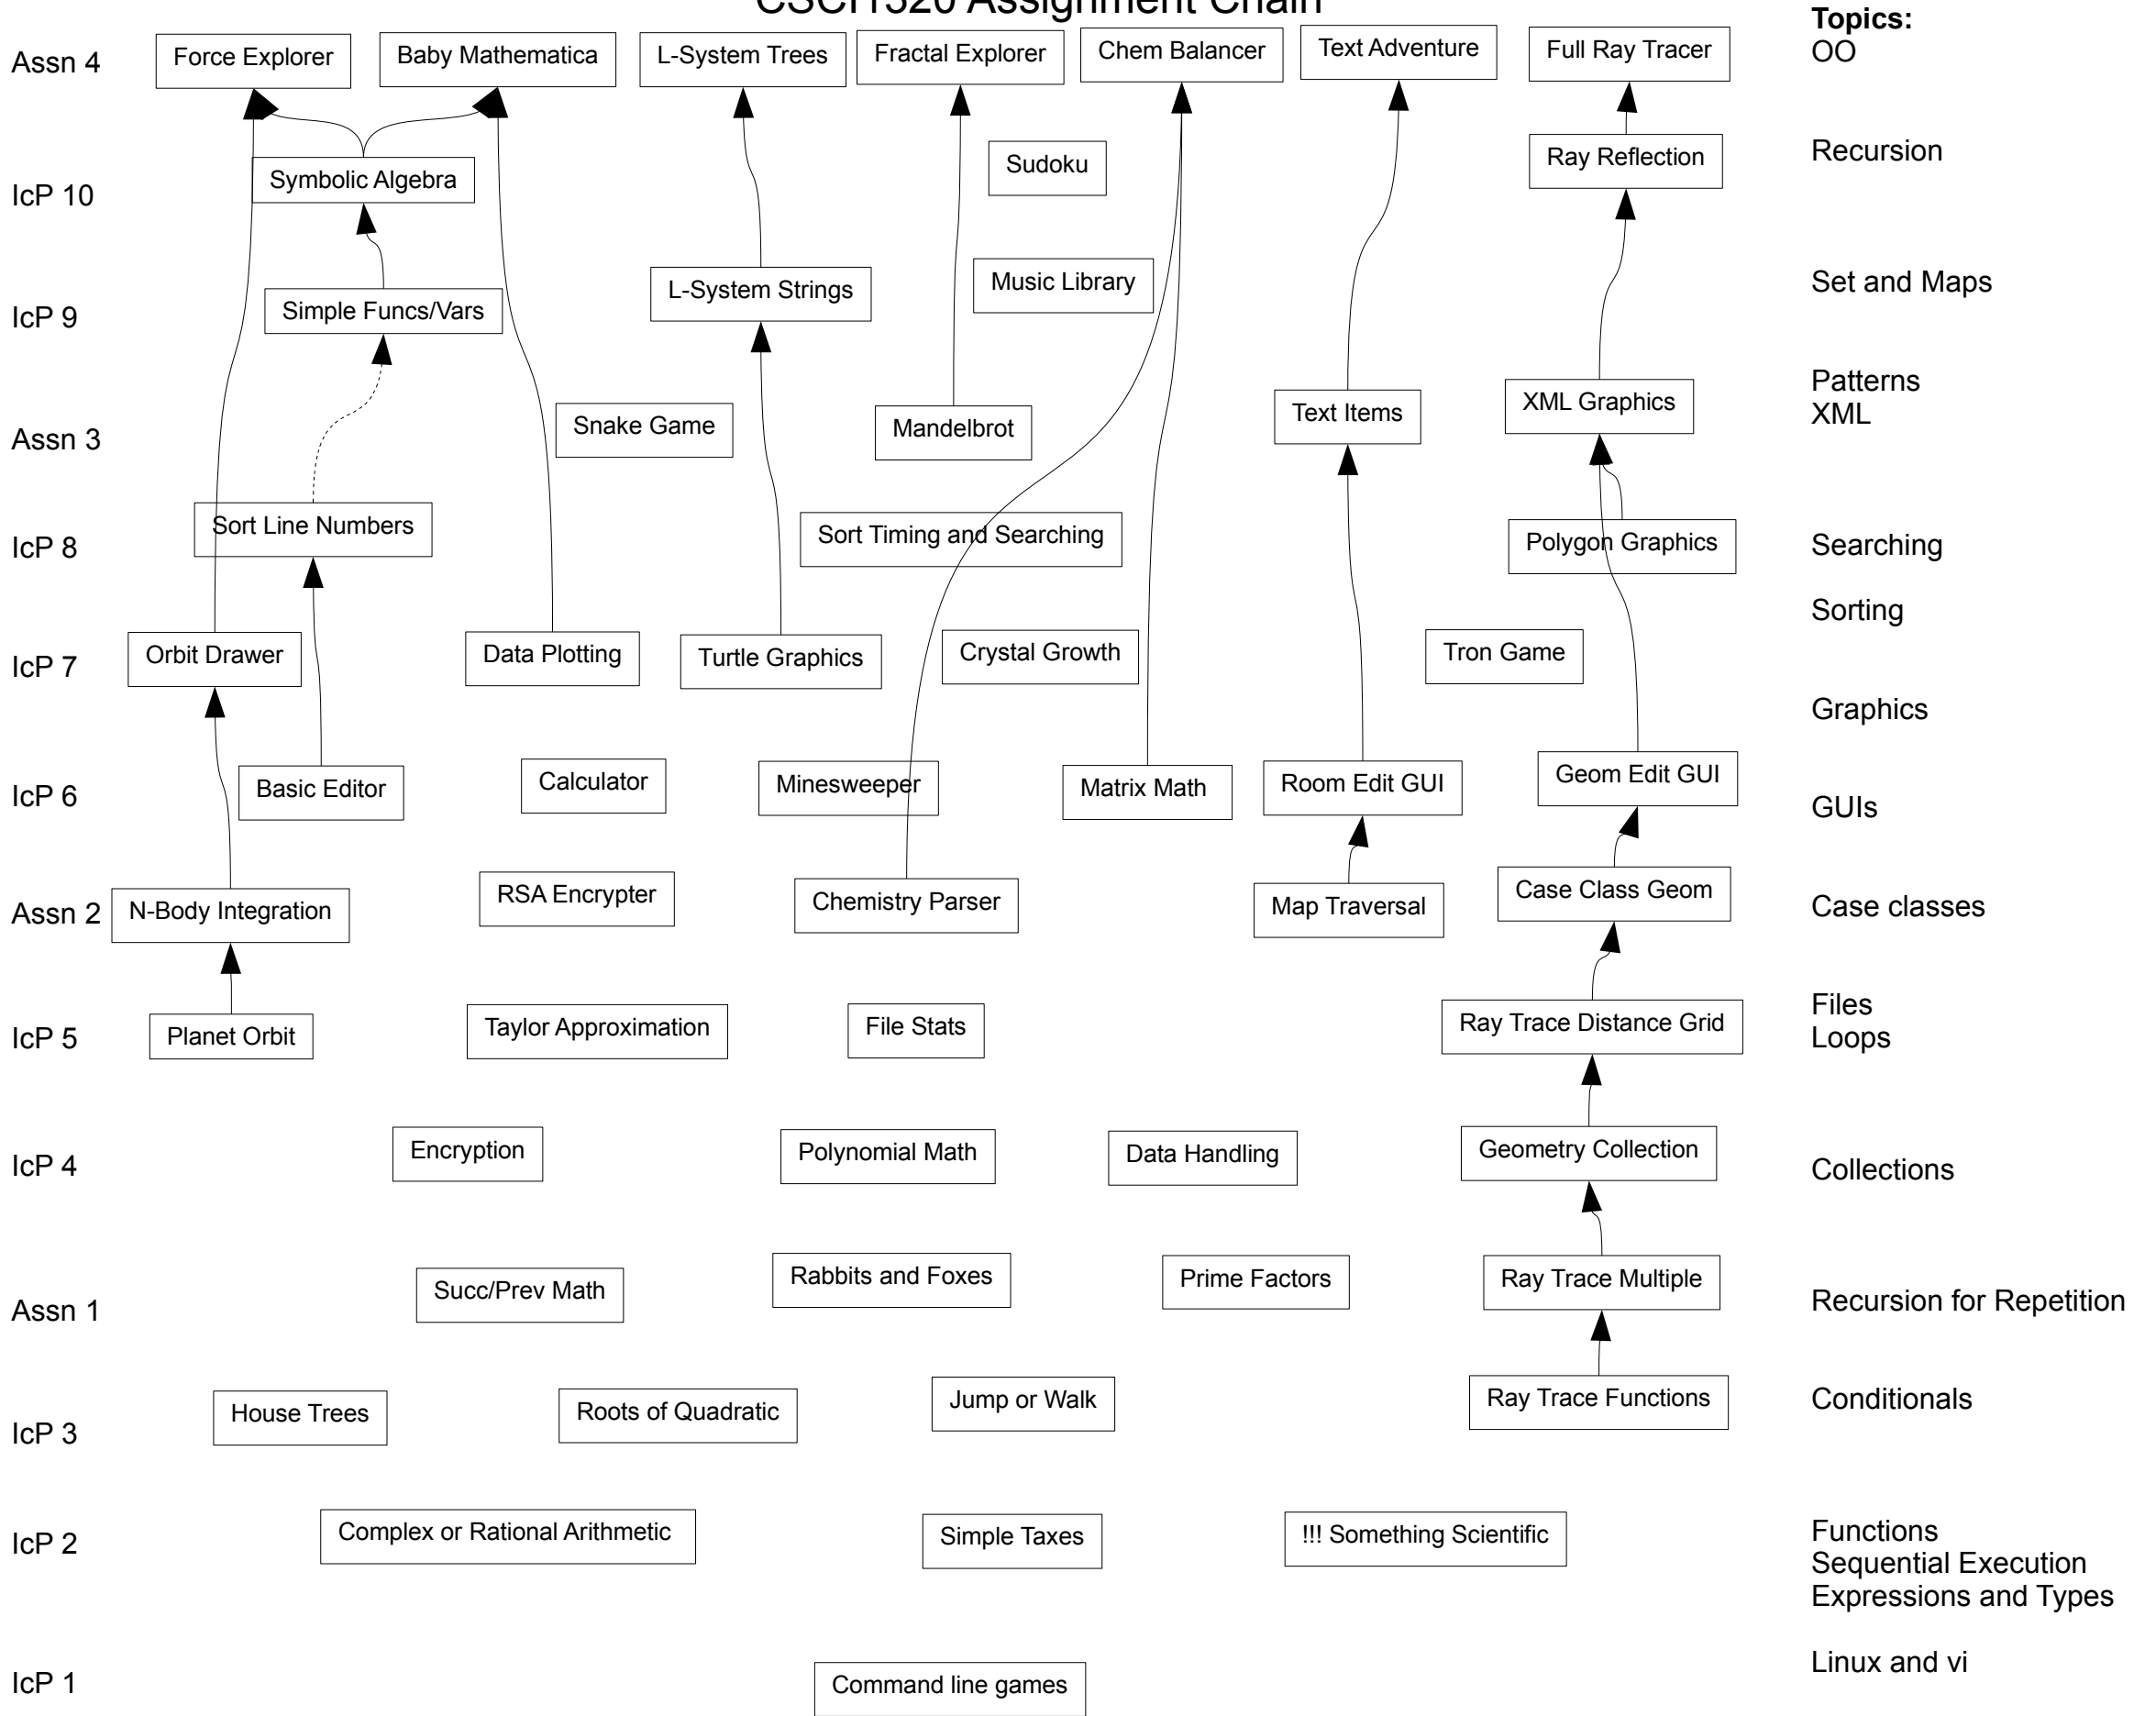 CSCI1320 Assignment Chain
Topics:
Assn 4
Force Explorer
Baby Mathematica
L-System Trees
Fractal Explorer
Chem Balancer
Text Adventure
Full Ray Tracer
OO
Sudoku
Ray Reflection
Recursion
IcP 10
Symbolic Algebra
Music Library
Set and Maps
IcP 9
Simple Funcs/Vars
L-System Strings
Patterns
XML
Assn 3
Snake Game
Mandelbrot
Text Items
XML Graphics
IcP 8
Sort Line Numbers
Sort Timing and Searching
Polygon Graphics
Searching
Sorting
IcP 7
Orbit Drawer
Data Plotting
Turtle Graphics
Crystal Growth
Tron Game
Graphics
IcP 6
Basic Editor
Calculator
Minesweeper
Matrix Math
Room Edit GUI
Geom Edit GUI
GUIs
Assn 2
N-Body Integration
RSA Encrypter
Chemistry Parser
Map Traversal
Case Class Geom
Case classes
IcP 5
Planet Orbit
Taylor Approximation
File Stats
Ray Trace Distance Grid
Files
Loops
IcP 4
Encryption
Polynomial Math
Data Handling
Geometry Collection
Collections
Assn 1
Succ/Prev Math
Rabbits and Foxes
Prime Factors
Ray Trace Multiple
Recursion for Repetition
IcP 3
House Trees
Roots of Quadratic
Jump or Walk
Ray Trace Functions
Conditionals
IcP 2
Complex or Rational Arithmetic
Simple Taxes
!!! Something Scientific
Functions
Sequential Execution
Expressions and Types
Linux and vi
IcP 1
Command line games